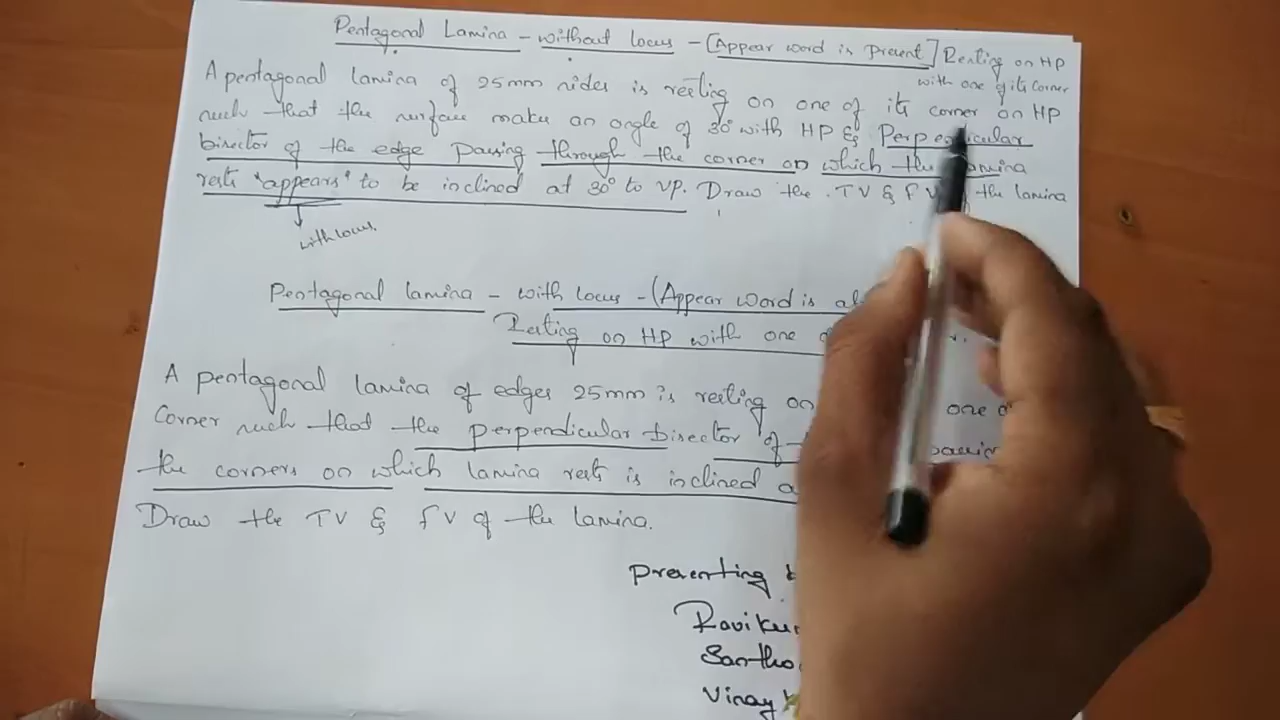 Pentagonal Lamina - without locus - [Appear word is Present] Resting on HP
with one of its corner
A pentagonal lamina of 25mm sides is resting on one of its corner on HP
such that the surface make an angle of 30° with HP & Perpendicular
bisector of the edge passing through the corner on which the lamina
rests "appears" to be inclined at 30° to VP. Draw the TV & FV the lamina
with locus.
Pentagonal lamina - with locus - (Appear word is
Resting on HP with one
A pentagonal lamina of edges 25mm is resting on one
Corner such that the perpendicular bisector of
the corners on which lamina rests is inclined
Draw the TV & FV of the lamina.
Presenting